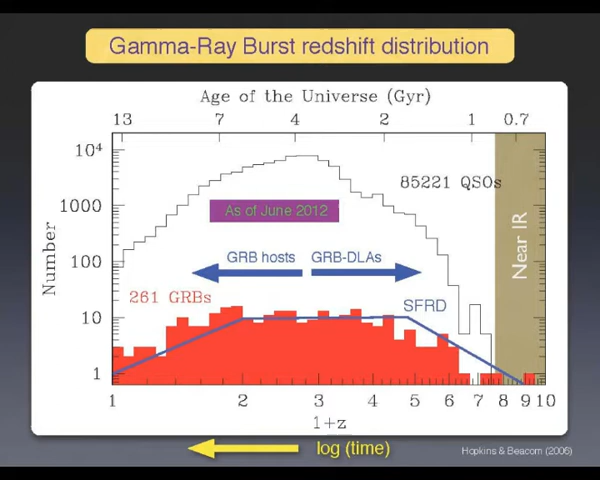 Gamma-Ray Burst redshift distribution
Age of the Universe (Gyr)
13 7 4 2 1 0.7
10⁴
1000
100
10
1
Number
85221 QSOs
As of June 2012
GRB hosts GRB-DLAs
261 GRBs
SFRD
Near IR
1 2 3 4 5 6 7 8 9 10
1+z
log (time)
Hopkins & Beacom (2006)